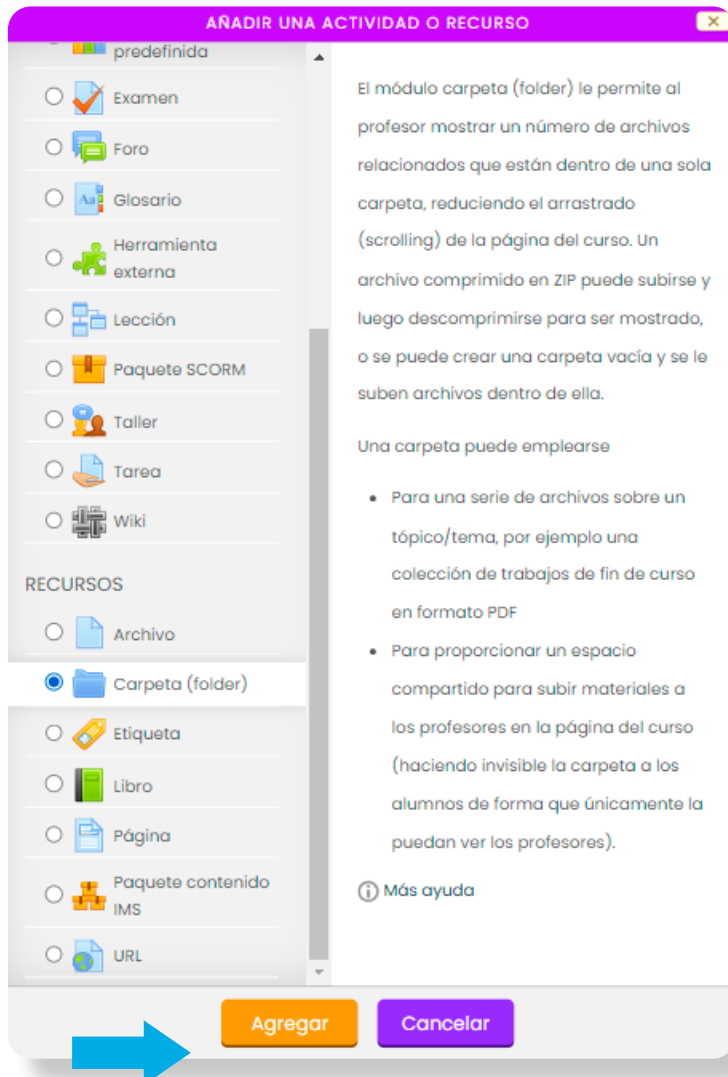 AÑADIR UNA ACTIVIDAD O RECURSO
predefinida
Examen
Foro
Glosario
Herramienta
externa
Lección
Paquete SCORM
Taller
Tarea
Wiki
RECURSOS
Archivo
Carpeta (folder)
Etiqueta
Libro
Página
Paquete contenido
IMS
URL
El módulo carpeta (folder) le permite al
profesor mostrar un número de archivos
relacionados que están dentro de una sola
carpeta, reduciendo el arrastrado
(scrolling) de la página del curso. Un
archivo comprimido en ZIP puede subirse y
luego descomprimirse para ser mostrado,
o se puede crear una carpeta vacía y se le
suben archivos dentro de ella.
Una carpeta puede emplearse
• Para una serie de archivos sobre un
tópico/tema, por ejemplo una
colección de trabajos de fin de curso
en formato PDF
• Para proporcionar un espacio
compartido para subir materiales a
los profesores en la página del curso
(haciendo invisible la carpeta a los
alumnos de forma que únicamente la
puedan ver los profesores).
Más ayuda
Agregar
Cancelar